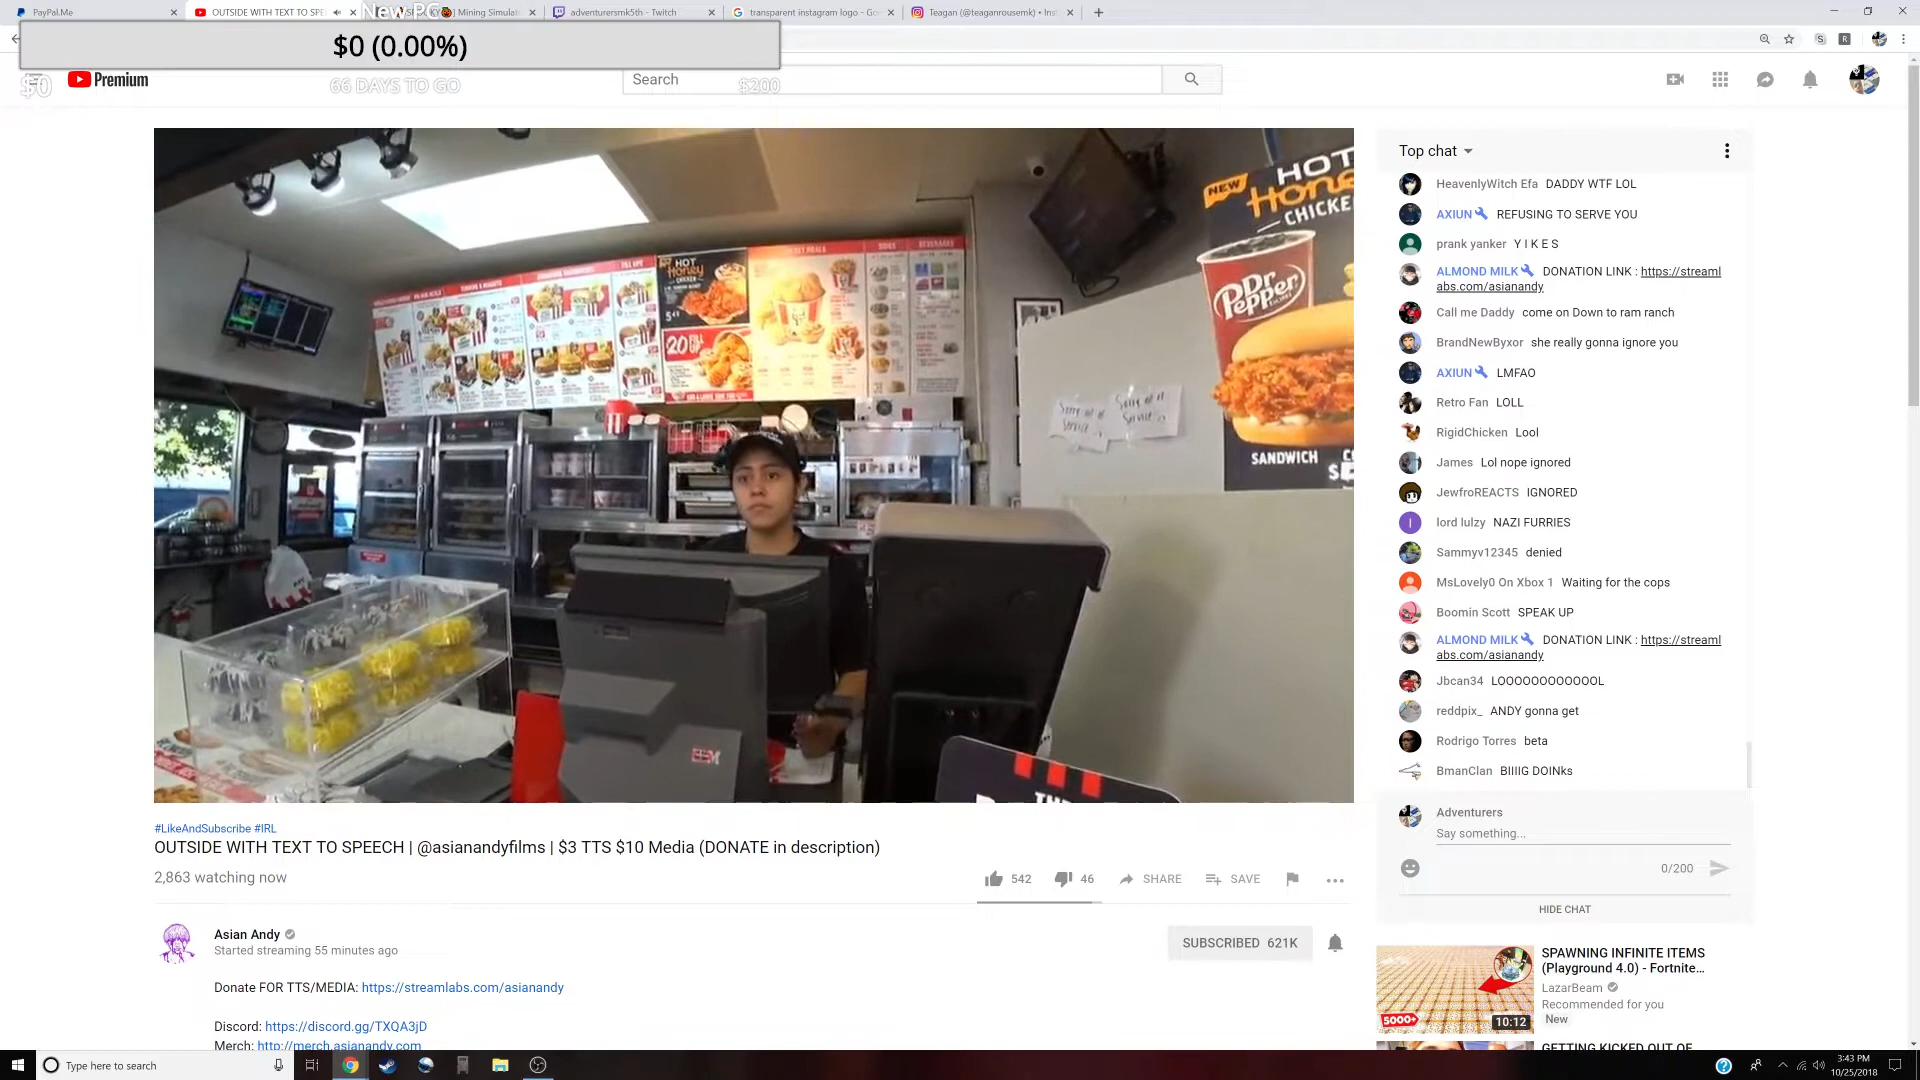 PayPal.Me
OUTSIDE WITH TEXT TO SPE
New PC
] Mining Simulat
adventurersmk5th - Twitch
transparent instagram logo - Go
Teagan (@teaganrousemk) • Inst
$0 (0.00%)
$0
66 DAYS TO GO
$200
Premium
Search
NEW
HOT
Honey
CHICKE
HOT
Honey
CHICKEN
20
Dr Pepper
SANDWICH
Top chat
HeavenlyWitch Efa DADDY WTF LOL
AXIUN REFUSING TO SERVE YOU
prank yanker Y I K E S
ALMOND MILK DONATION LINK : https://streaml
abs.com/asianandy
Call me Daddy come on Down to ram ranch
BrandNewByxor she really gonna ignore you
AXIUN LMFAO
Retro Fan LOLL
RigidChicken Lool
James Lol nope ignored
JewfroREACTS IGNORED
I
lord lulzy NAZI FURRIES
Sammyv12345 denied
MsLovely0 On Xbox 1 Waiting for the cops
Boomin Scott SPEAK UP
ALMOND MILK DONATION LINK : https://streaml
abs.com/asianandy
Jbcan34 LOOOOOOOOOOOL
reddpix_ ANDY gonna get
Rodrigo Torres beta
BmanClan BIIIIG DOINks
Adventurers
Say something...
0/200
HIDE CHAT
#LikeAndSubscribe #IRL
OUTSIDE WITH TEXT TO SPEECH | @asianandyfilms | $3 TTS $10 Media (DONATE in description)
2,863 watching now
542
46
SHARE
SAVE
Asian Andy
Started streaming 55 minutes ago
SUBSCRIBED 621K
Donate FOR TTS/MEDIA: https://streamlabs.com/asianandy
Discord: https://discord.gg/TXQA3jD
Merch: http://merch.asianandy.com
SPAWNING INFINITE ITEMS
(Playground 4.0) - Fortnite...
LazarBeam
Recommended for you
New
5000+
10:12
GETTING KICKED OUT OF
Type here to search
3:43 PM
10/25/2018